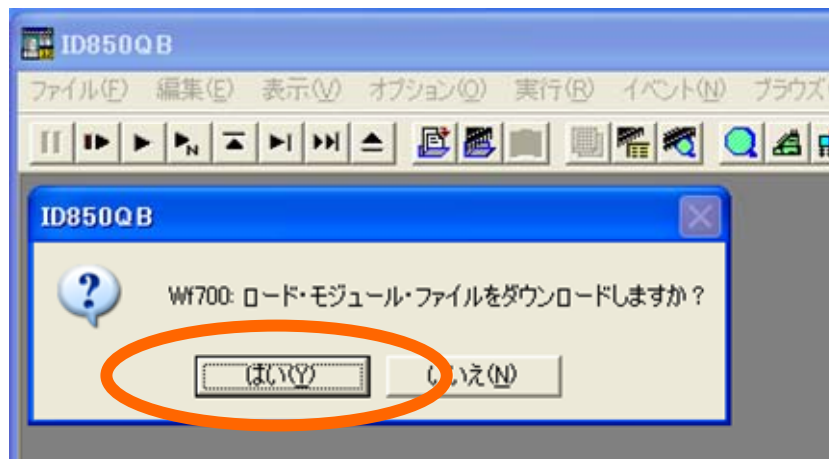 ID850QB
ファイル(F) 編集(E) 表示(V) オプション(O) 実行(R) イベント(N) ブラウズ(
N
ID850QB
Wf700: ロード・モジュール・ファイルをダウンロードしますか？
はい(Y) いいえ(N)